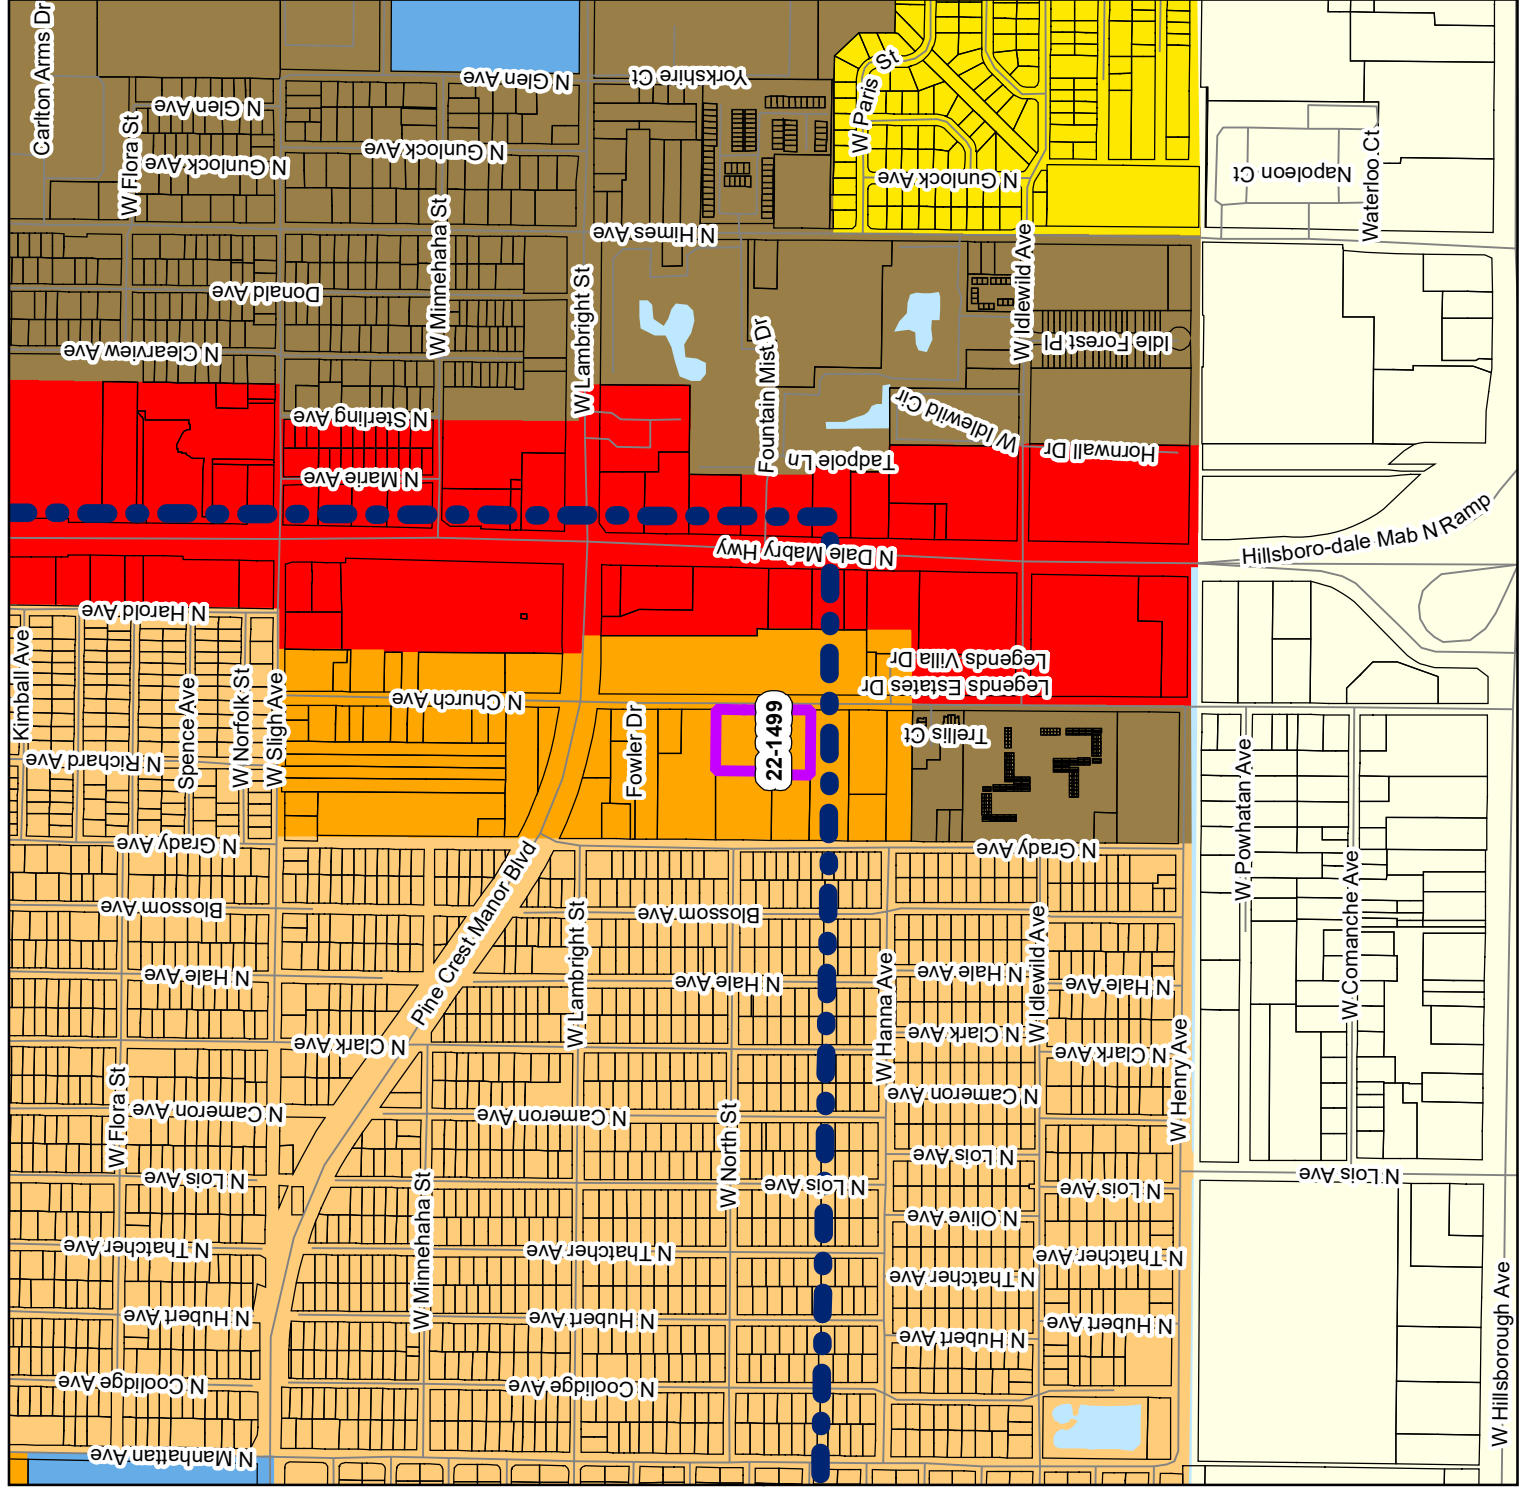 Carlton Arms Dr
N Glen Ave
N Glen Ave
Yorkshire Ct
W Paris St
W Flora St
N Gunlock Ave
N Gunlock Ave
N Gunlock Ave
Napoleon Ct
Waterloo Ct
W Minnehaha St
N Himes Ave
W Idlewild Ave
Donald Ave
W Lambright St
N Clearview Ave
Fountain Mist Dr
Idle Forest Pl
N Sterling Ave
W Idlewild Cir
Hornwall Dr
Tadpole Ln
N Marie Ave
N Dale Mabry Hwy
Hillsboro-dale Mab N Ramp
N Harold Ave
Kimball Ave
Legends Villa Dr
Legends Estates Dr
N Church Ave
Spence Ave
W Norfolk St
W Sligh Ave
Fowler Dr
22-1499
Trellis Ct
N Richard Ave
W Powhatan Ave
N Grady Ave
N Grady Ave
Pine Crest Manor Blvd
Blossom Ave
Blossom Ave
W Comanche Ave
W Lambright St
N Hale Ave
N Hale Ave
N Hale Ave
N Hale Ave
W Hanna Ave
W Idlewild Ave
N Clark Ave
N Clark Ave
N Clark Ave
W Henry Ave
W Flora St
N Cameron Ave
N Cameron Ave
N Cameron Ave
W North St
N Lois Ave
N Lois Ave
N Lois Ave
N Lois Ave
N Lois Ave
W Minnehaha St
N Olive Ave
N Thatcher Ave
N Thatcher Ave
N Thatcher Ave
N Thatcher Ave
N Hubert Ave
N Hubert Ave
N Hubert Ave
N Hubert Ave
W Hillsborough Ave
N Coolidge Ave
N Coolidge Ave
N Manhattan Ave